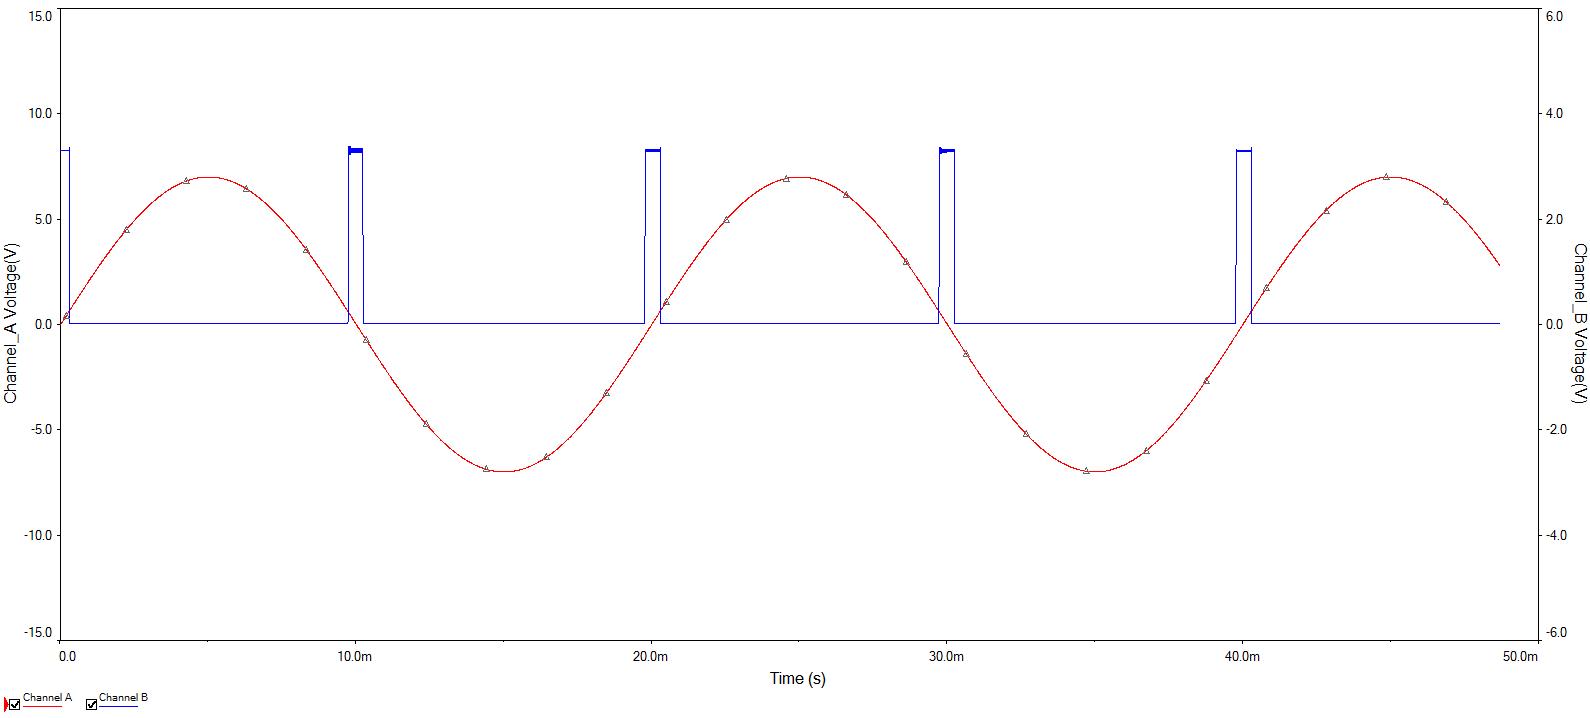 15.0
10.0
5.0
0.0
-5.0
-10.0
-15.0
Channel_A Voltage(V)
6.0
4.0
2.0
0.0
-2.0
-4.0
-6.0
Channel_B Voltage(V)
0.0 10.0m 20.0m 30.0m 40.0m 50.0m
Time (s)
Channel A Channel B